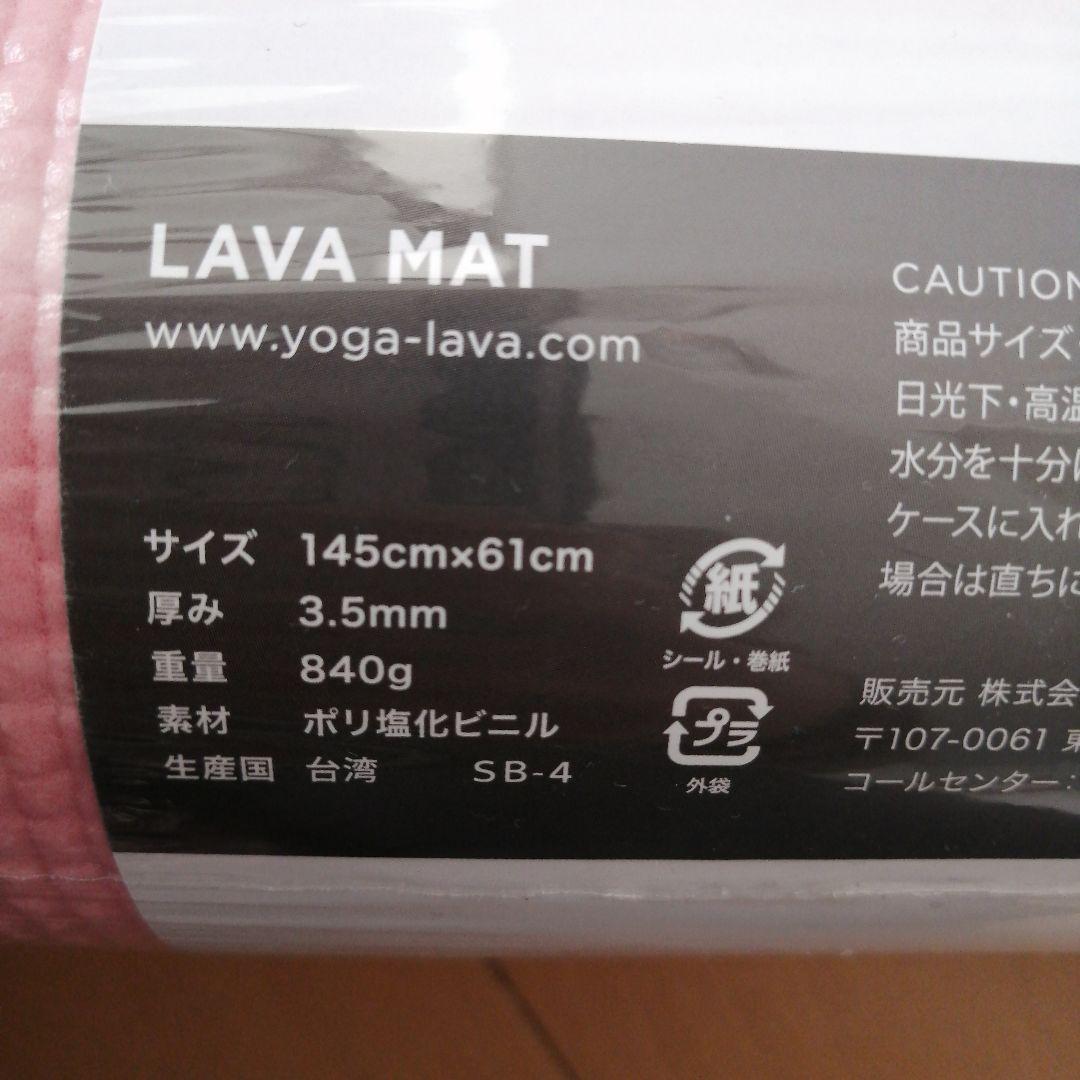 LAVA MAT
www.yoga-lava.com
サイズ 145cm×61cm
厚み 3.5mm
重量 840g
素材 ポリ塩化ビニル
生産国 台湾 SB-4
紙
シール・巻紙
プラ
外袋
CAUTION
商品サイズ
日光下・高温
水分を十分に
ケースに入れ
場合は直ちに
販売元 株式会
〒107-0061 東
コールセンター: